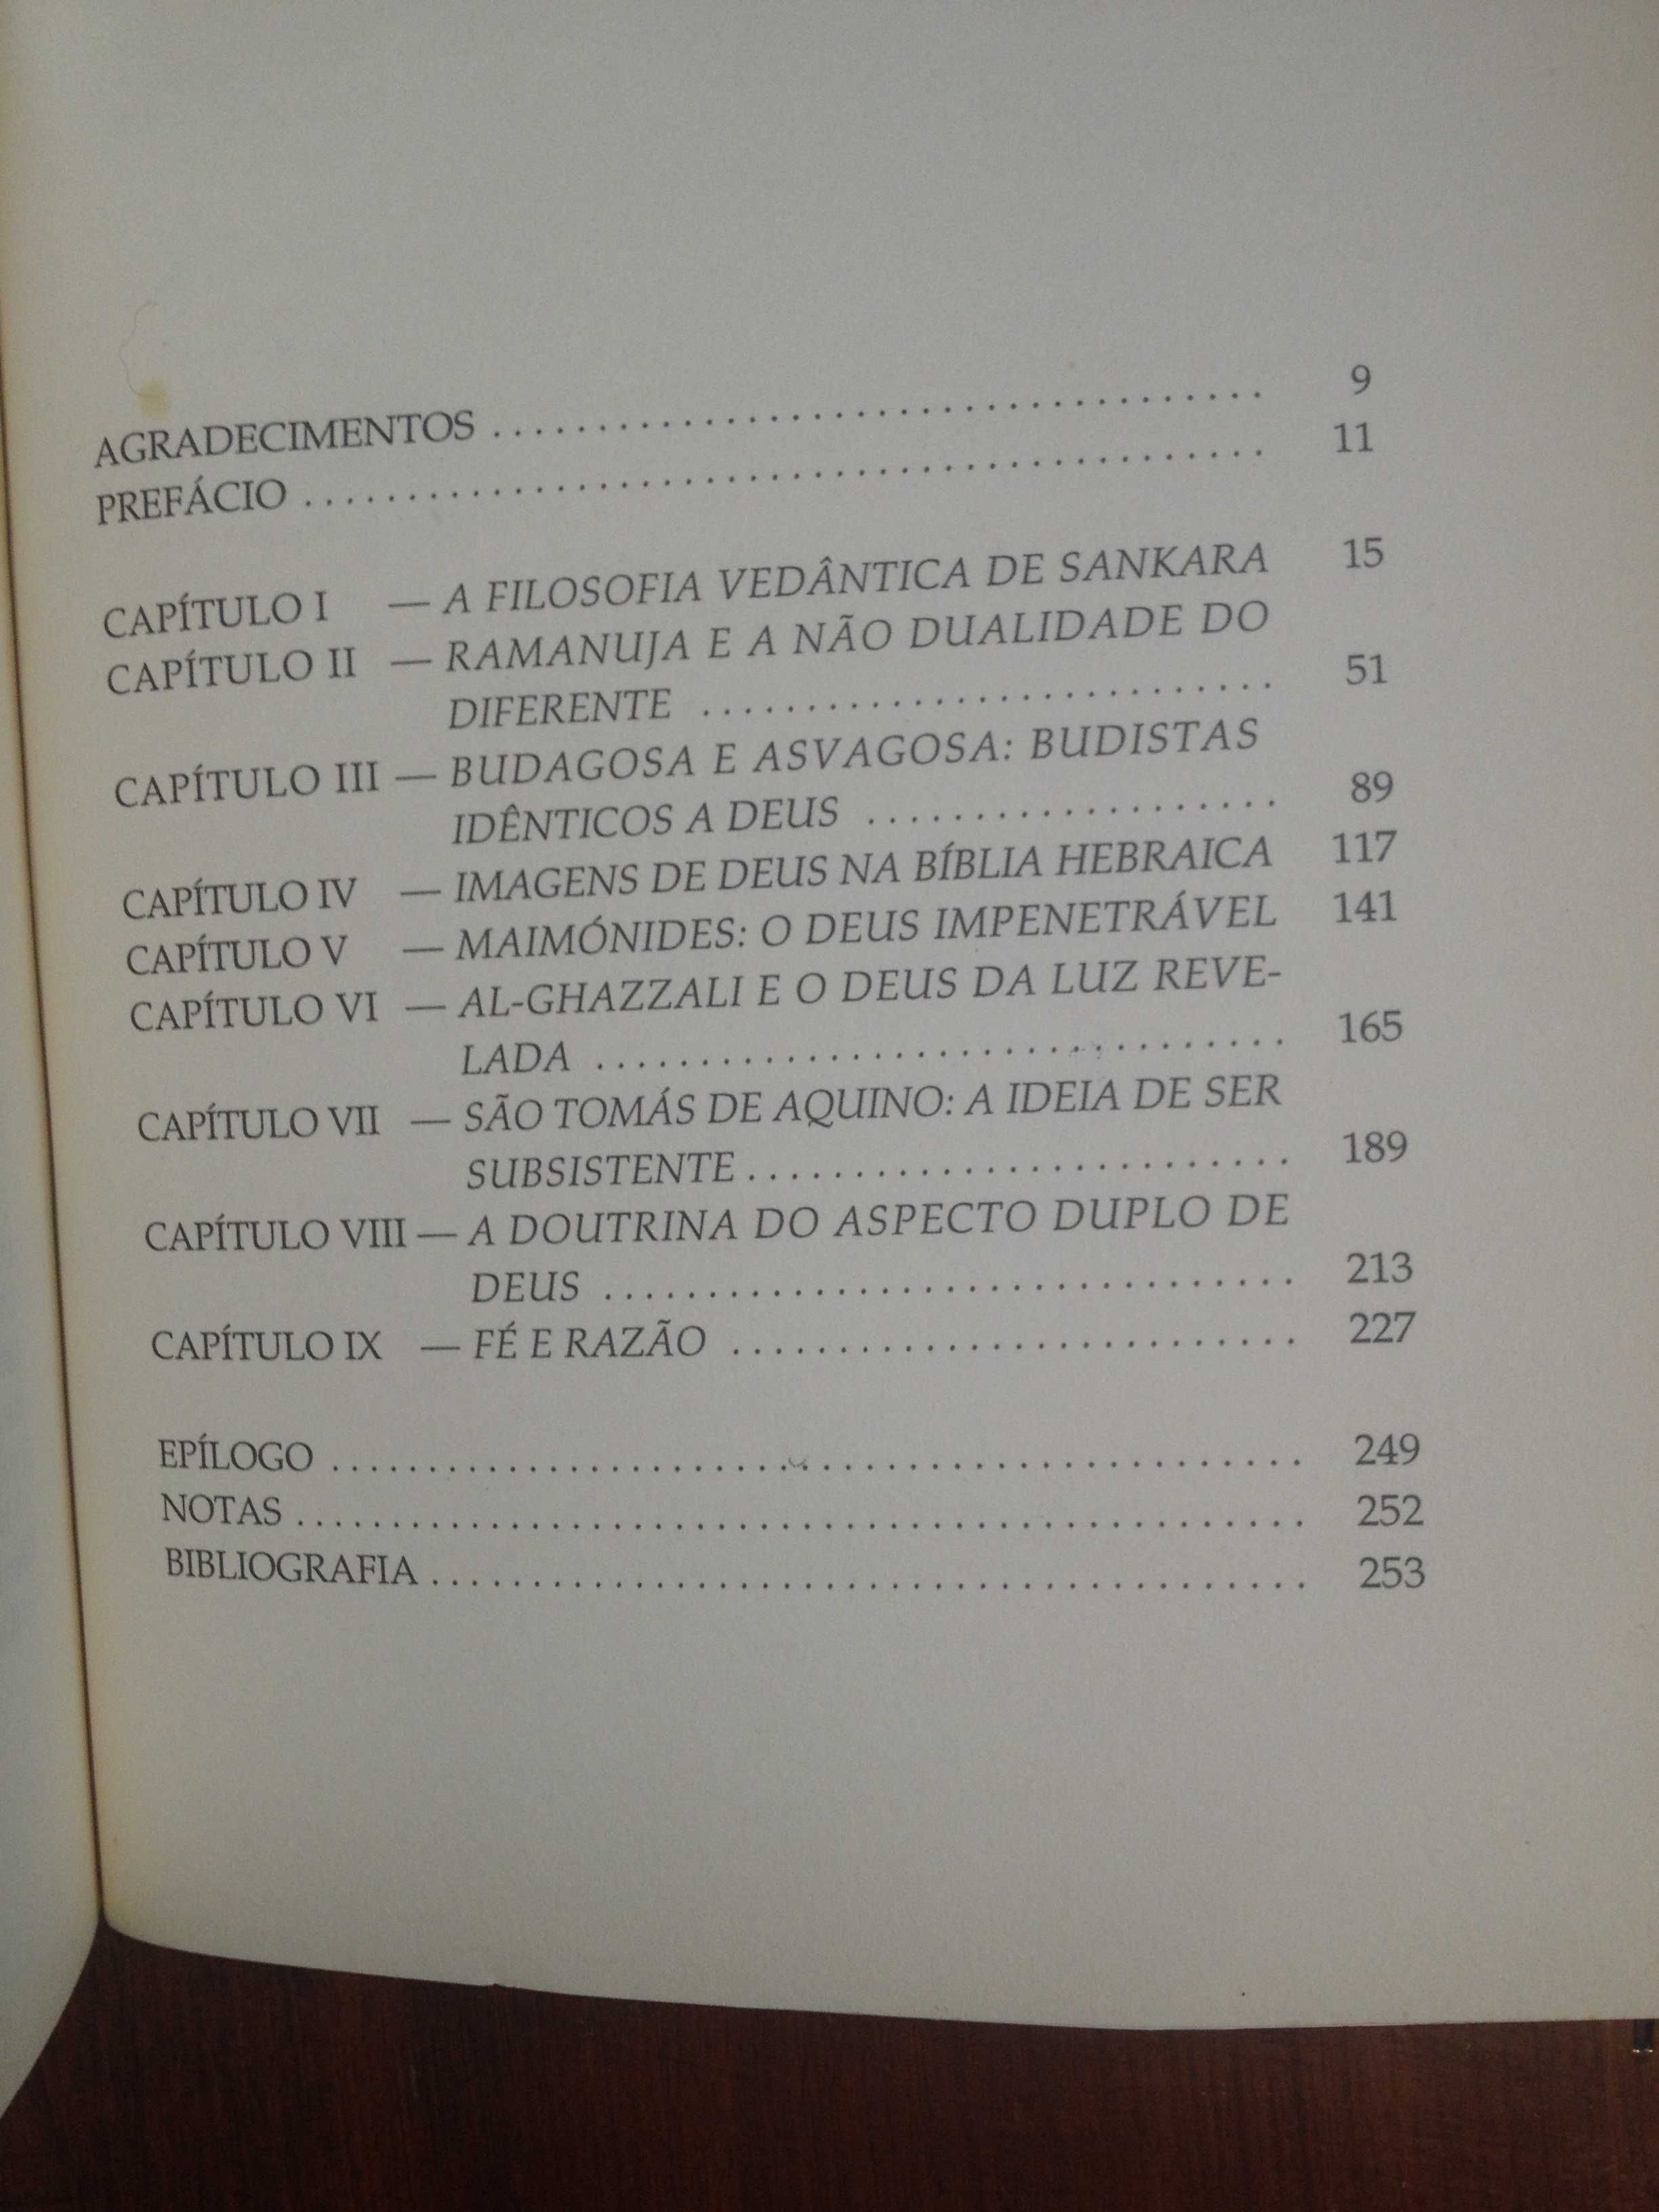 AGRADECIMENTOS ..................................... 9
PREFÁCIO .............................................. 11
CAPÍTULO I — A FILOSOFIA VEDÂNTICA DE SANKARA 15
CAPÍTULO II — RAMANUJA E A NÃO DUALIDADE DO
DIFERENTE ........................... 51
CAPÍTULO III — BUDAGOSA E ASVAGOSA: BUDISTAS
IDÊNTICOS A DEUS .................... 89
CAPÍTULO IV — IMAGENS DE DEUS NA BÍBLIA HEBRAICA 117
CAPÍTULO V — MAIMÓNIDES: O DEUS IMPENETRÁVEL 141
CAPÍTULO VI — AL-GHAZZALI E O DEUS DA LUZ REVE-
LADA ................................. 165
CAPÍTULO VII — SÃO TOMÁS DE AQUINO: A IDEIA DE SER
SUBSISTENTE .......................... 189
CAPÍTULO VIII — A DOUTRINA DO ASPECTO DUPLO DE
DEUS ................................. 213
CAPÍTULO IX — FÉ E RAZÃO ........................... 227
EPÍLOGO .............................................. 249
NOTAS ................................................ 252
BIBLIOGRAFIA .......................................... 253